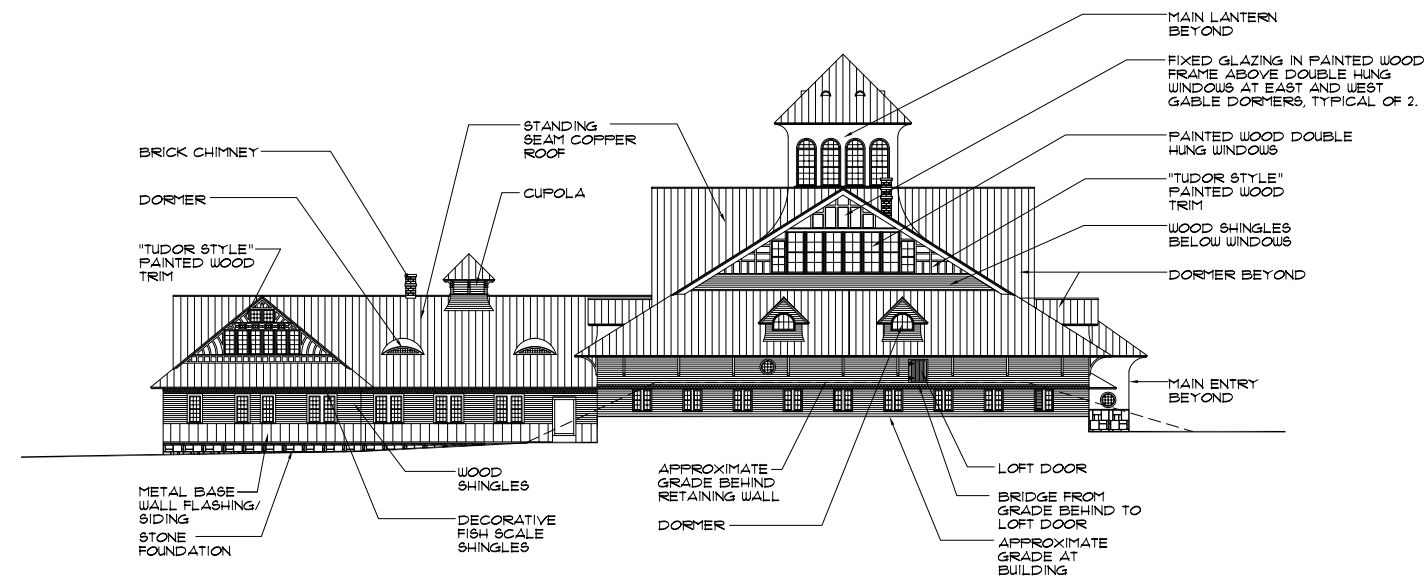 MAIN LANTERN
BEYOND
FIXED GLAZING IN PAINTED WOOD
FRAME ABOVE DOUBLE HUNG
WINDOWS AT EAST AND WEST
GABLE DORMERS, TYPICAL OF 2.
STANDING
SEAM COPPER
ROOF
PAINTED WOOD DOUBLE
HUNG WINDOWS
BRICK CHIMNEY
"TUDOR STYLE"
PAINTED WOOD
TRIM
CUPOLA
DORMER
WOOD SHINGLES
BELOW WINDOWS
"TUDOR STYLE"
PAINTED WOOD
TRIM
DORMER BEYOND
MAIN ENTRY
BEYOND
WOOD
SHINGLES
APPROXIMATE
GRADE BEHIND
RETAINING WALL
LOFT DOOR
METAL BASE
WALL FLASHING/
SIDING
BRIDGE FROM
GRADE BEHIND TO
LOFT DOOR
DECORATIVE
FISH SCALE
SHINGLES
DORMER
STONE
FOUNDATION
APPROXIMATE
GRADE AT
BUILDING